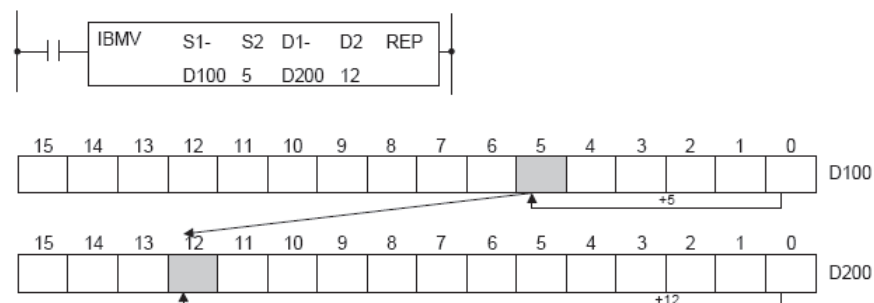 IBMV S1- S2 D1- D2 REP
D100 5 D200 12
15 14 13 12 11 10 9 8 7 6 5 4 3 2 1 0
D100
+5
15 14 13 12 11 10 9 8 7 6 5 4 3 2 1 0
D200
+12